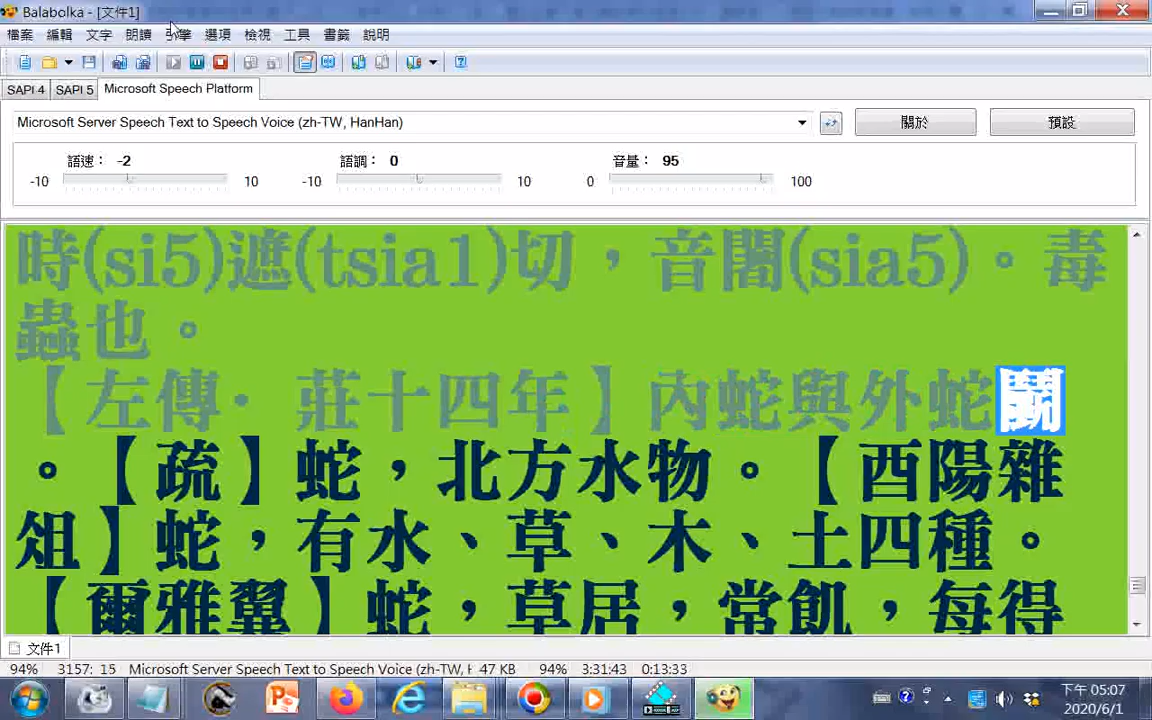 Balabolka - [文件1]
檔案 編輯 文字 朗讀 引擎 選項 檢視 工具 書籤 說明
SAPI 4 SAPI 5 Microsoft Speech Platform
Microsoft Server Speech Text to Speech Voice (zh-TW, HanHan) 關於 預設
語速： -2 語調： 0 音量： 95
-10 10 -10 10 0 100
時(si5)遮(tsia1)切，音闍(sia5)。毒
蟲也。
【左傳·莊十四年】內蛇與外蛇鬭
。【疏】蛇，北方水物。【酉陽雜
俎】蛇，有水、草、木、土四種。
【爾雅翼】蛇，草居，常飢，每得
文件1
94% 3157: 15 Microsoft Server Speech Text to Speech Voice (zh-TW, H 47 KB 94% 3:31:43 0:13:33
下午 05:07
2020/6/1